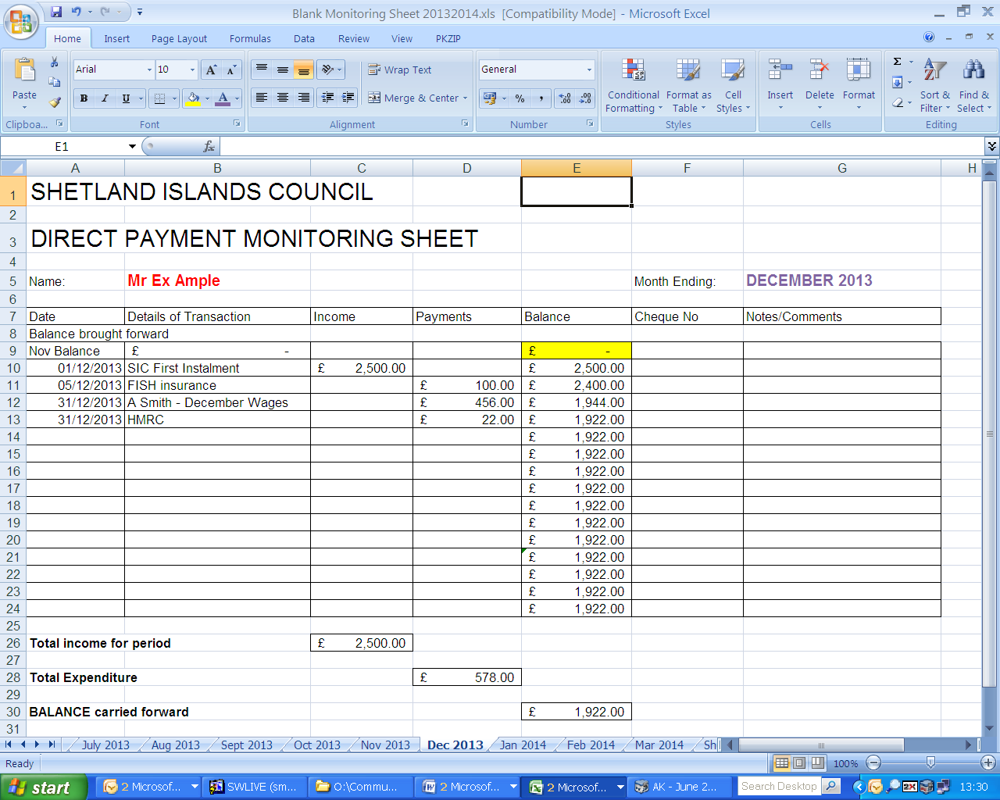 Blank Monitoring Sheet 20132014.xls [Compatibility Mode] - Microsoft Excel
Home Insert Page Layout Formulas Data Review View PKZIP
Paste Arial 10 B I U Wrap Text Merge & Center General % , Conditional Formatting Format as Table Cell Styles Insert Delete Format Σ Sort & Filter Find & Select
Clipboa... Font Alignment Number Styles Cells Editing
E1 fx
A B C D E F G H
1 SHETLAND ISLANDS COUNCIL
2
3 DIRECT PAYMENT MONITORING SHEET
4
5 Name: Mr Ex Ample Month Ending: DECEMBER 2013
6
7 Date Details of Transaction Income Payments Balance Cheque No Notes/Comments
8 Balance brought forward
9 Nov Balance £ - £ -
10 01/12/2013 SIC First Instalment £ 2,500.00 £ 2,500.00
11 05/12/2013 FISH insurance £ 100.00 £ 2,400.00
12 31/12/2013 A Smith - December Wages £ 456.00 £ 1,944.00
13 31/12/2013 HMRC £ 22.00 £ 1,922.00
14 £ 1,922.00
15 £ 1,922.00
16 £ 1,922.00
17 £ 1,922.00
18 £ 1,922.00
19 £ 1,922.00
20 £ 1,922.00
21 £ 1,922.00
22 £ 1,922.00
23 £ 1,922.00
24 £ 1,922.00
25
26 Total income for period £ 2,500.00
27
28 Total Expenditure £ 578.00
29
30 BALANCE carried forward £ 1,922.00
31
July 2013 Aug 2013 Sept 2013 Oct 2013 Nov 2013 Dec 2013 Jan 2014 Feb 2014 Mar 2014 Sh
Ready 100%
start 2 Microsof... SWLIVE (sm... O:\Commu... 2 Microsof... 2 Microsof... AK - June 2... Search Desktop 13:30